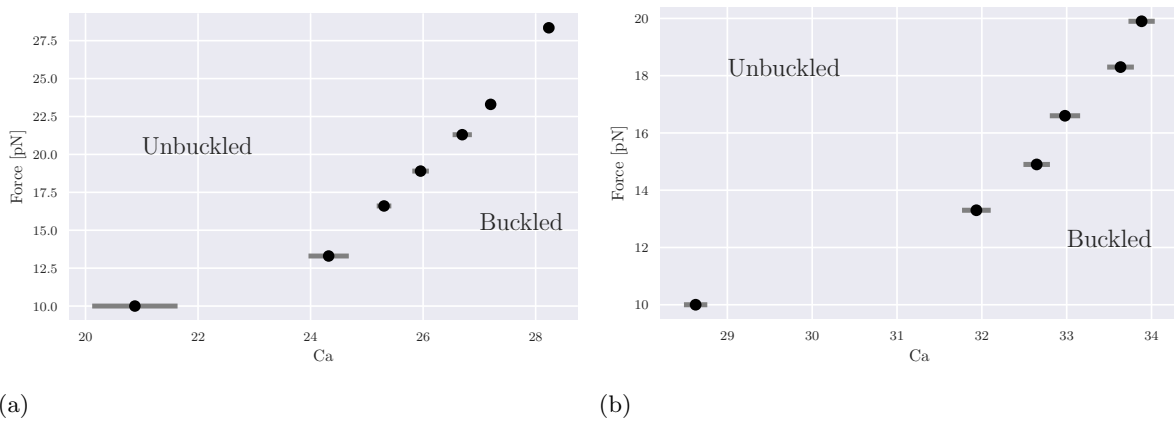 27.5
25.0
22.5
20.0
17.5
15.0
12.5
10.0
Force [pN]
Unbuckled
Buckled
20 22 24 26 28
Ca
(a)
20
18
16
14
12
10
Force [pN]
Unbuckled
Buckled
29 30 31 32 33 34
Ca
(b)